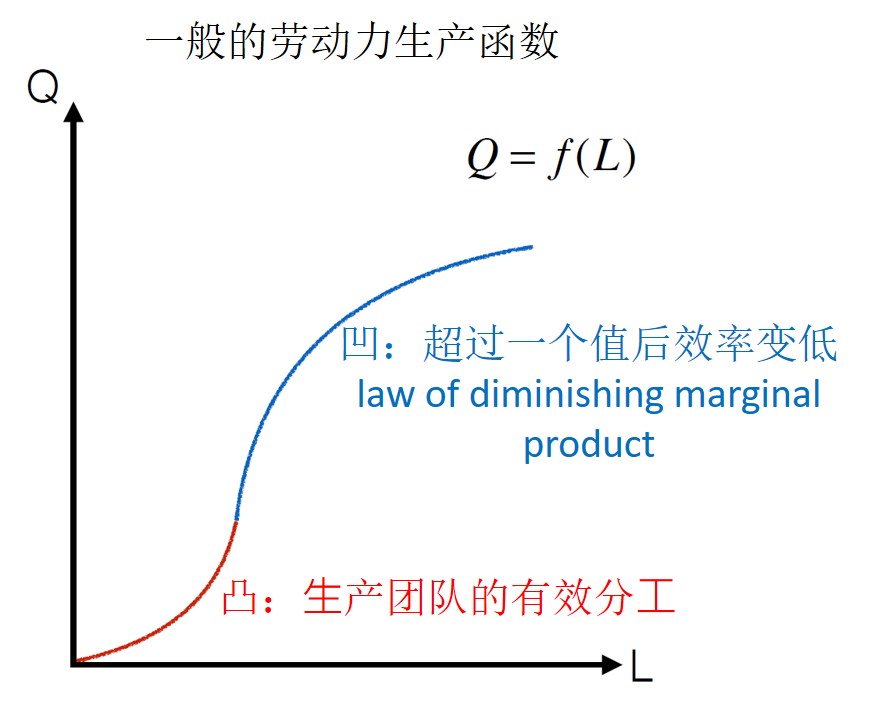 一般的劳动力生产函数
Q
Q = f(L)
凹：超过一个值后效率变低
law of diminishing marginal
product
凸：生产团队的有效分工
L